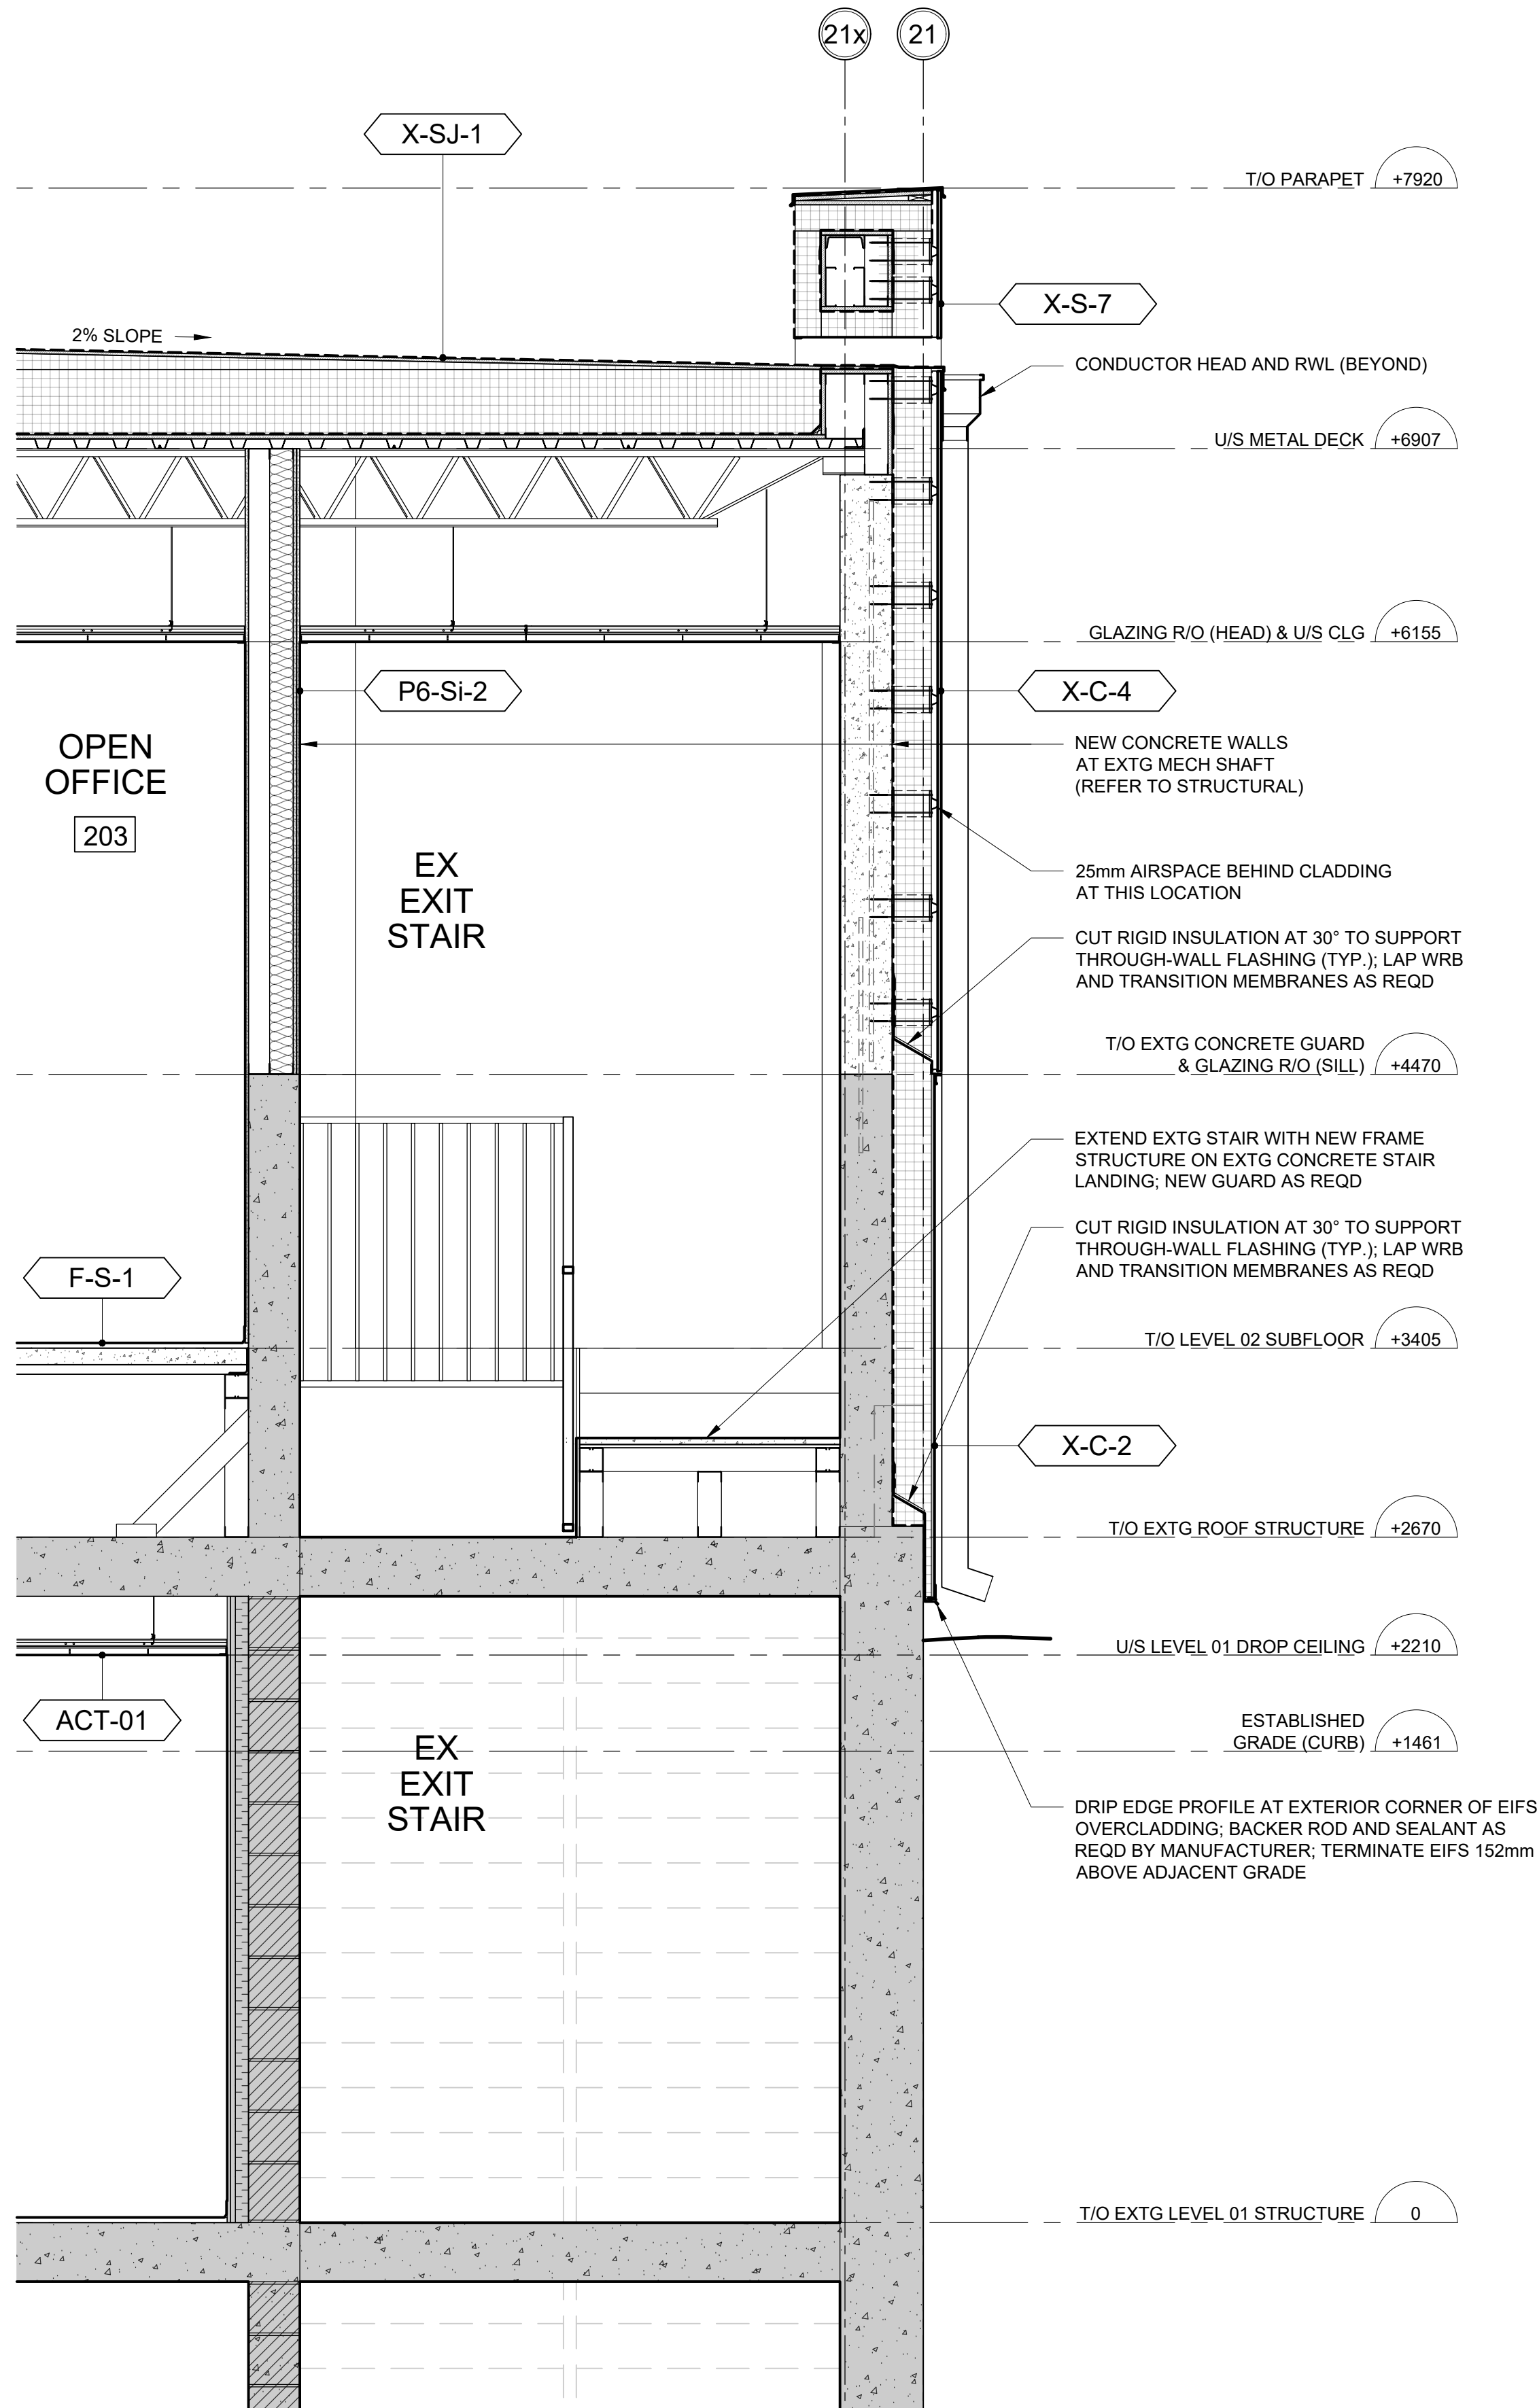 21x
21
X-SJ-1
T/O PARAPET +7920
X-S-7
2% SLOPE
CONDUCTOR HEAD AND RWL (BEYOND)
U/S METAL DECK +6907
GLAZING R/O (HEAD) & U/S CLG +6155
P6-Si-2
X-C-4
OPEN
OFFICE
203
NEW CONCRETE WALLS
AT EXTG MECH SHAFT
(REFER TO STRUCTURAL)
EX
EXIT
STAIR
25mm AIRSPACE BEHIND CLADDING
AT THIS LOCATION
CUT RIGID INSULATION AT 30° TO SUPPORT
THROUGH-WALL FLASHING (TYP.); LAP WRB
AND TRANSITION MEMBRANES AS REQD
T/O EXTG CONCRETE GUARD
& GLAZING R/O (SILL) +4470
EXTEND EXTG STAIR WITH NEW FRAME
STRUCTURE ON EXTG CONCRETE STAIR
LANDING; NEW GUARD AS REQD
CUT RIGID INSULATION AT 30° TO SUPPORT
THROUGH-WALL FLASHING (TYP.); LAP WRB
AND TRANSITION MEMBRANES AS REQD
F-S-1
T/O LEVEL 02 SUBFLOOR +3405
X-C-2
T/O EXTG ROOF STRUCTURE +2670
U/S LEVEL 01 DROP CEILING +2210
ACT-01
ESTABLISHED
GRADE (CURB) +1461
EX
EXIT
STAIR
DRIP EDGE PROFILE AT EXTERIOR CORNER OF EIFS
OVERCLADDING; BACKER ROD AND SEALANT AS
REQD BY MANUFACTURER; TERMINATE EIFS 152mm
ABOVE ADJACENT GRADE
T/O EXTG LEVEL 01 STRUCTURE 0